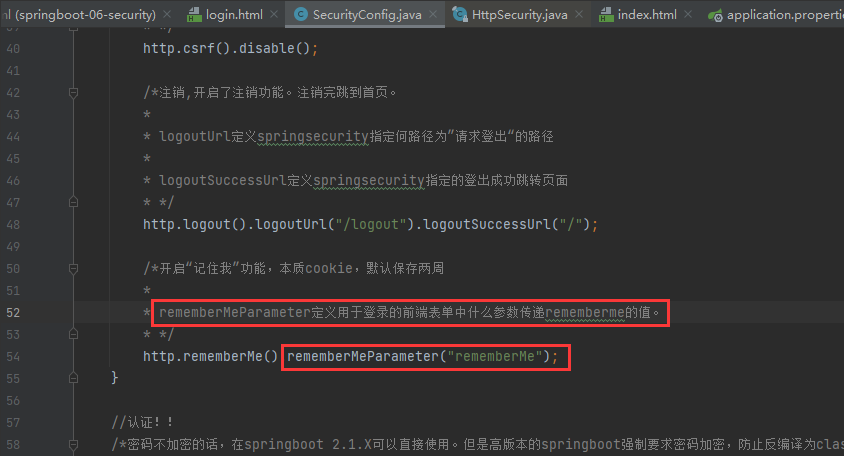 ml (springboot-06-security) × login.html × SecurityConfig.java × HttpSecurity.java × index.html × application.properti
40 http.csrf().disable();
41
42 /*注销,开启了注销功能。注销完跳到首页。
43 *
44 * logoutUrl定义springsecurity指定何路径为”请求登出“的路径
45 *
46 * logoutSuccessUrl定义springsecurity指定的登出成功跳转页面
47 * */
48 http.logout().logoutUrl("/logout").logoutSuccessUrl("/");
49
50 /*开启“记住我”功能，本质cookie，默认保存两周
51 *
52 * rememberMeParameter定义用于登录的前端表单中什么参数传递rememberme的值。
53 * */
54 http.rememberMe() rememberMeParameter("rememberMe");
55 }
56
57 //认证！！
58 /*密码不加密的话，在springboot 2.1.X可以直接使用。但是高版本的springboot强制要求密码加密，防止反编译为clas